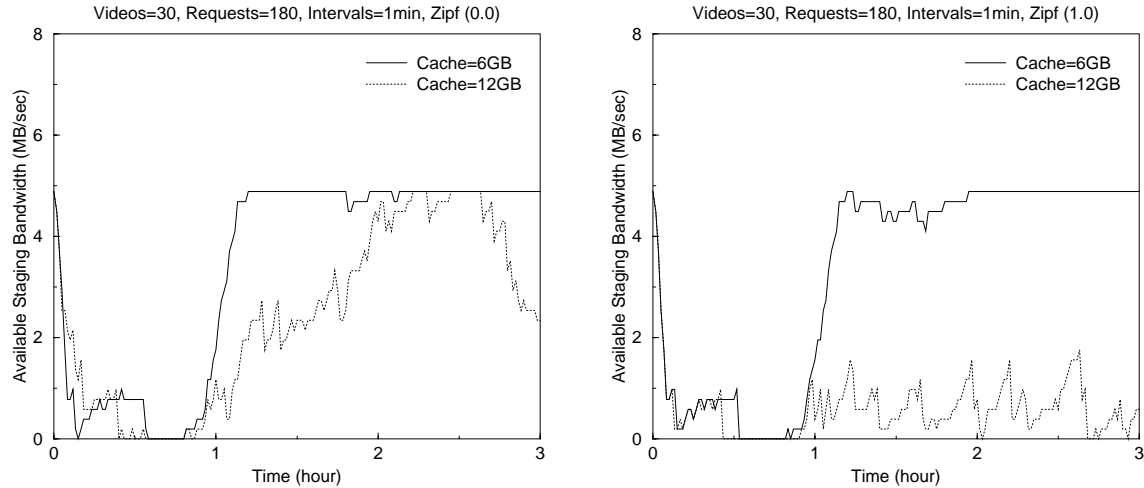 Videos=30, Requests=180, Intervals=1min, Zipf (0.0)
8
6
4
2
0
0
1
2
3
Available Staging Bandwidth (MB/sec)
Time (hour)
Cache=6GB
Cache=12GB
Videos=30, Requests=180, Intervals=1min, Zipf (1.0)
8
6
4
2
0
0
1
2
3
Available Staging Bandwidth (MB/sec)
Time (hour)
Cache=6GB
Cache=12GB